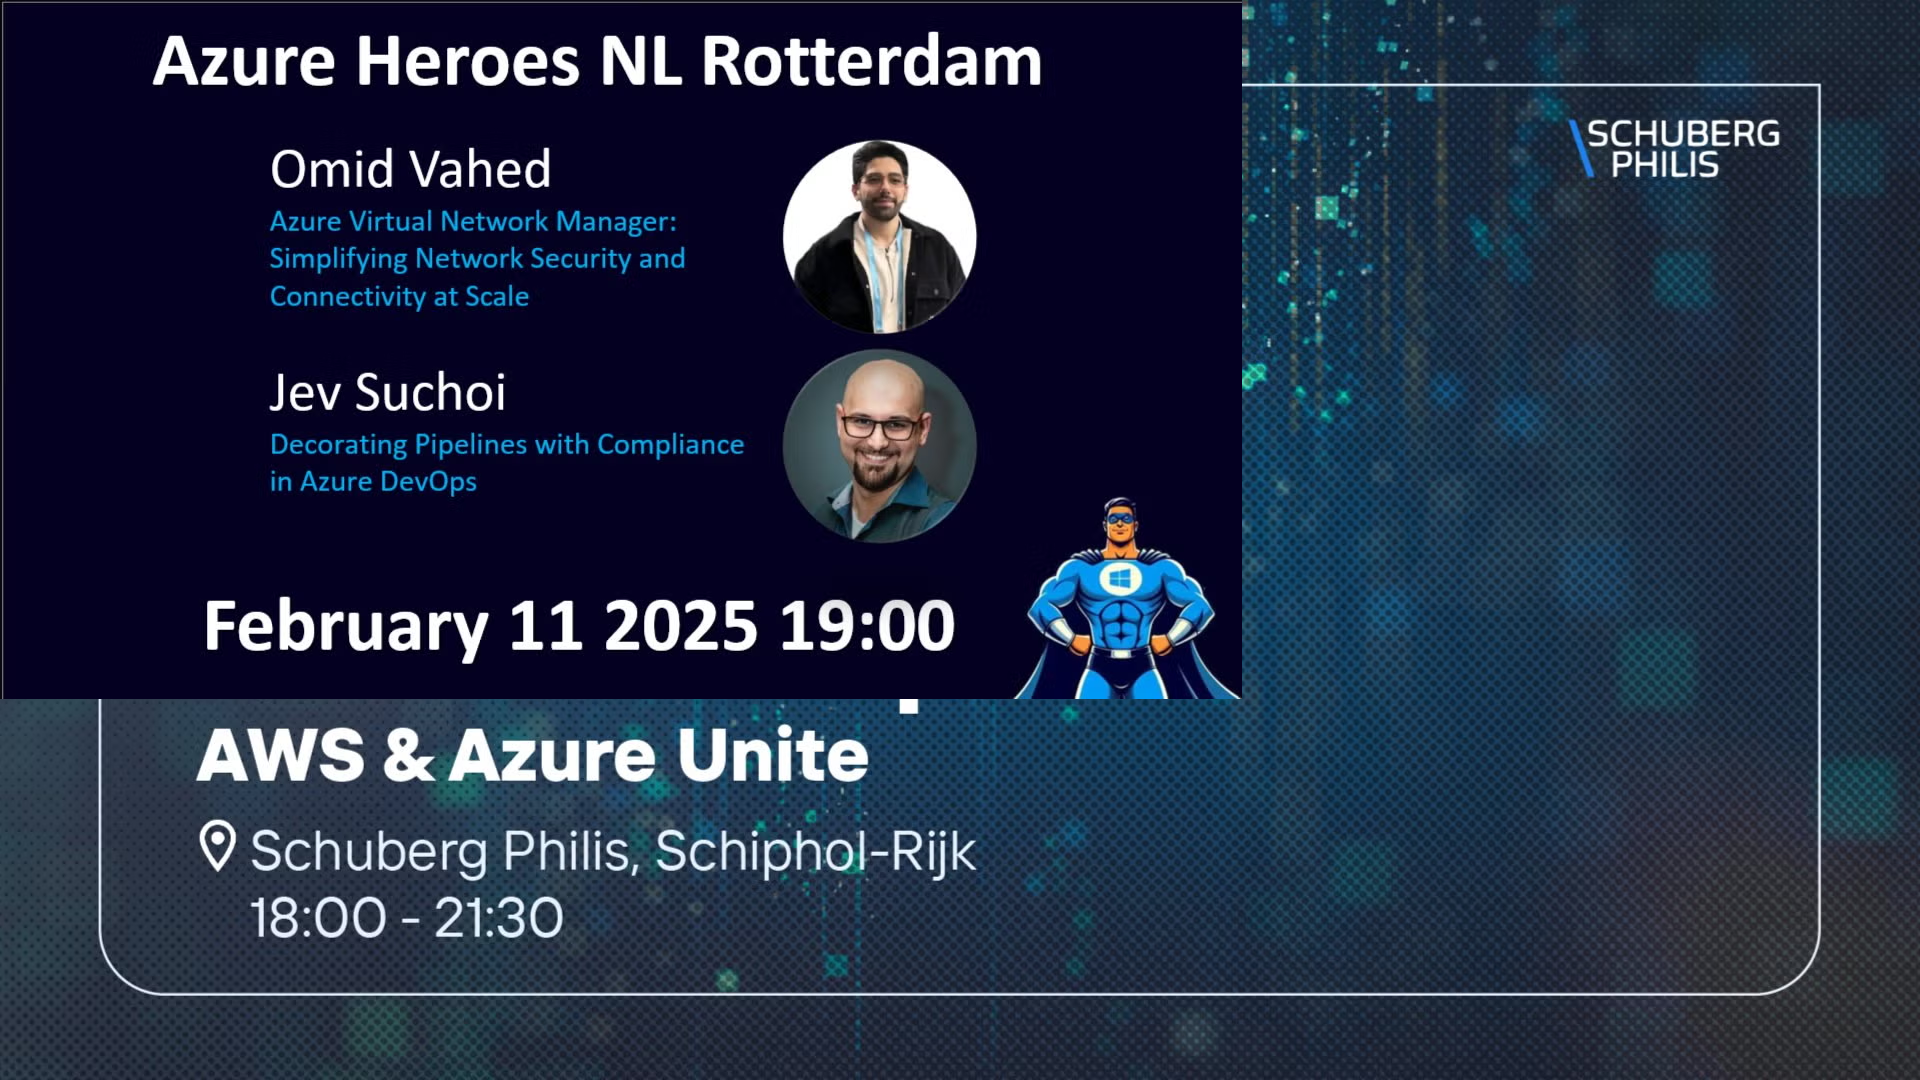 Azure Heroes NL Rotterdam
Omid Vahed
Azure Virtual Network Manager:
Simplifying Network Security and
Connectivity at Scale
Jev Suchoi
Decorating Pipelines with Compliance
in Azure DevOps
February 11 2025 19:00
SCHUBERG
PHILIS
AWS & Azure Unite
Schuberg Philis, Schiphol-Rijk
18:00 - 21:30